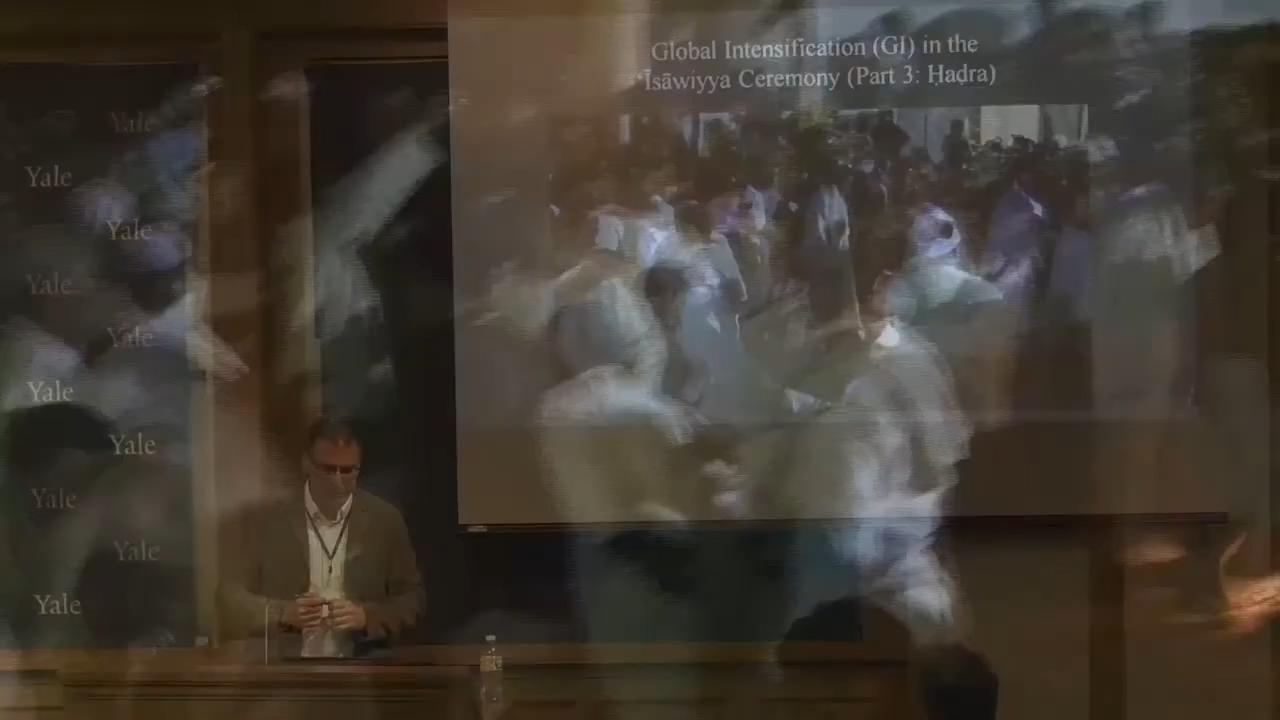 Global Intensification (GI) in the
ʿĪsāwiyya Ceremony (Part 3: Ḥaḍra)
Yale
Yale
Yale
Yale
Yale
Yale
Yale
Yale
Yale
Yale